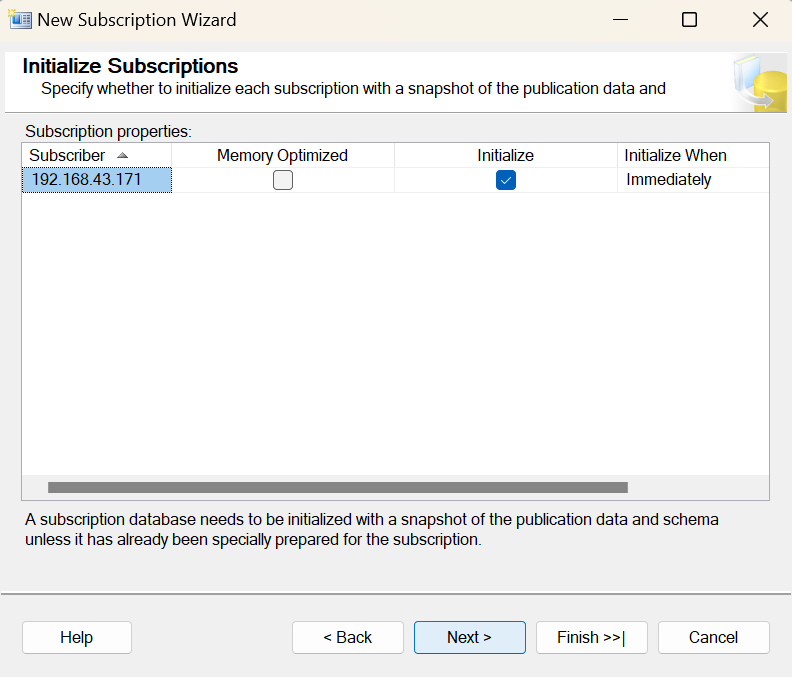 New Subscription Wizard
Initialize Subscriptions
Specify whether to initialize each subscription with a snapshot of the publication data and
Subscription properties:
Subscriber Memory Optimized Initialize Initialize When
192.168.43.171 Immediately
A subscription database needs to be initialized with a snapshot of the publication data and schema
unless it has already been specially prepared for the subscription.
Help < Back Next > Finish >>| Cancel